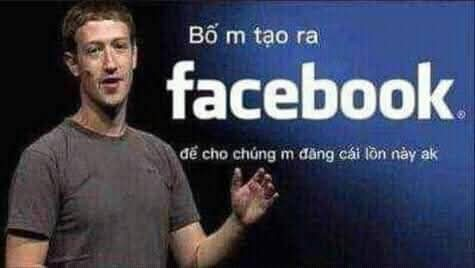 Bố m tạo ra
facebook®
để cho chúng m đăng cái lồn này ak